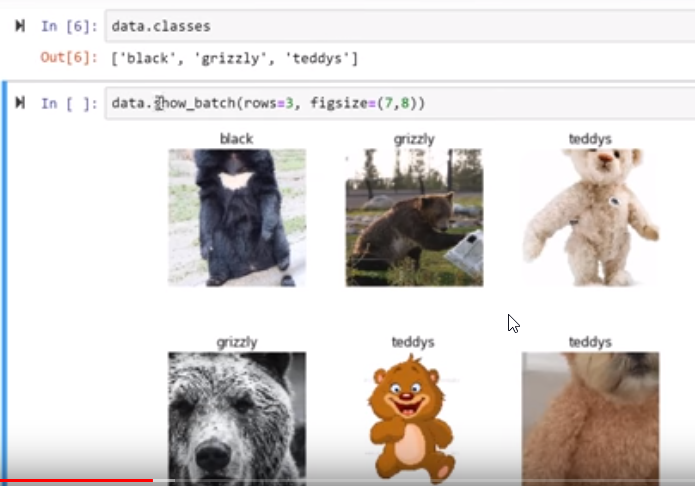 In [6]: data.classes
Out[6]: ['black', 'grizzly', 'teddys']
In [ ]: data.show_batch(rows=3, figsize=(7,8))
black grizzly teddys
grizzly teddys teddys